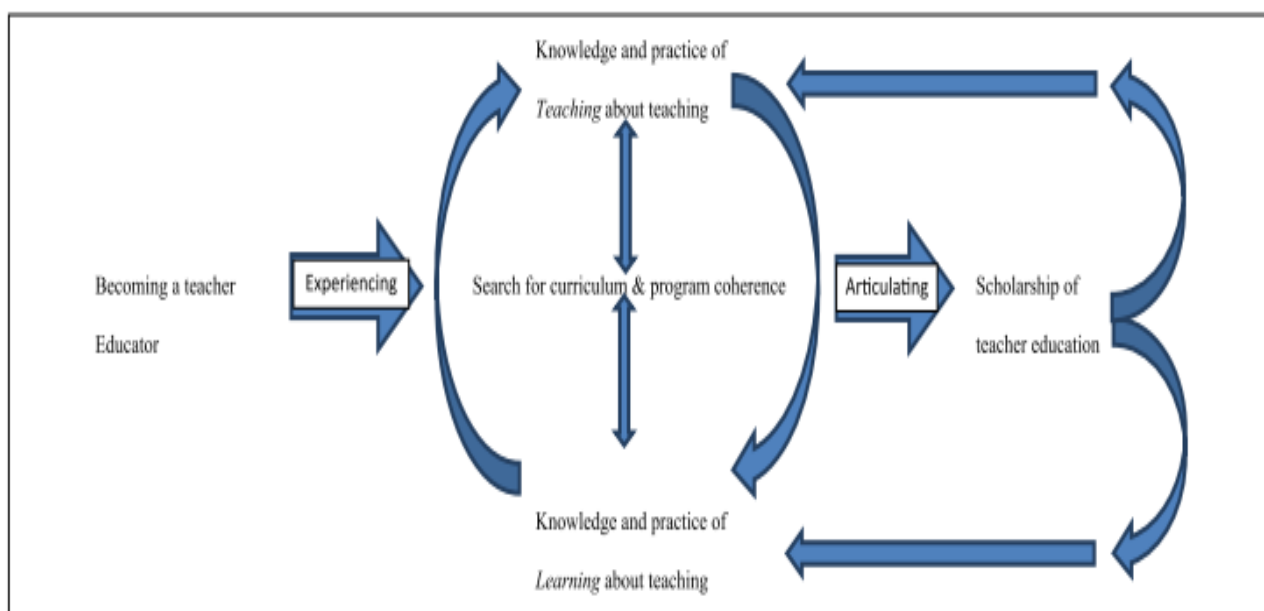 Knowledge and practice of
Teaching about teaching
Becoming a teacher
Educator
Experiencing
Search for curriculum & program coherence
Articulating
Scholarship of
teacher education
Knowledge and practice of
Learning about teaching